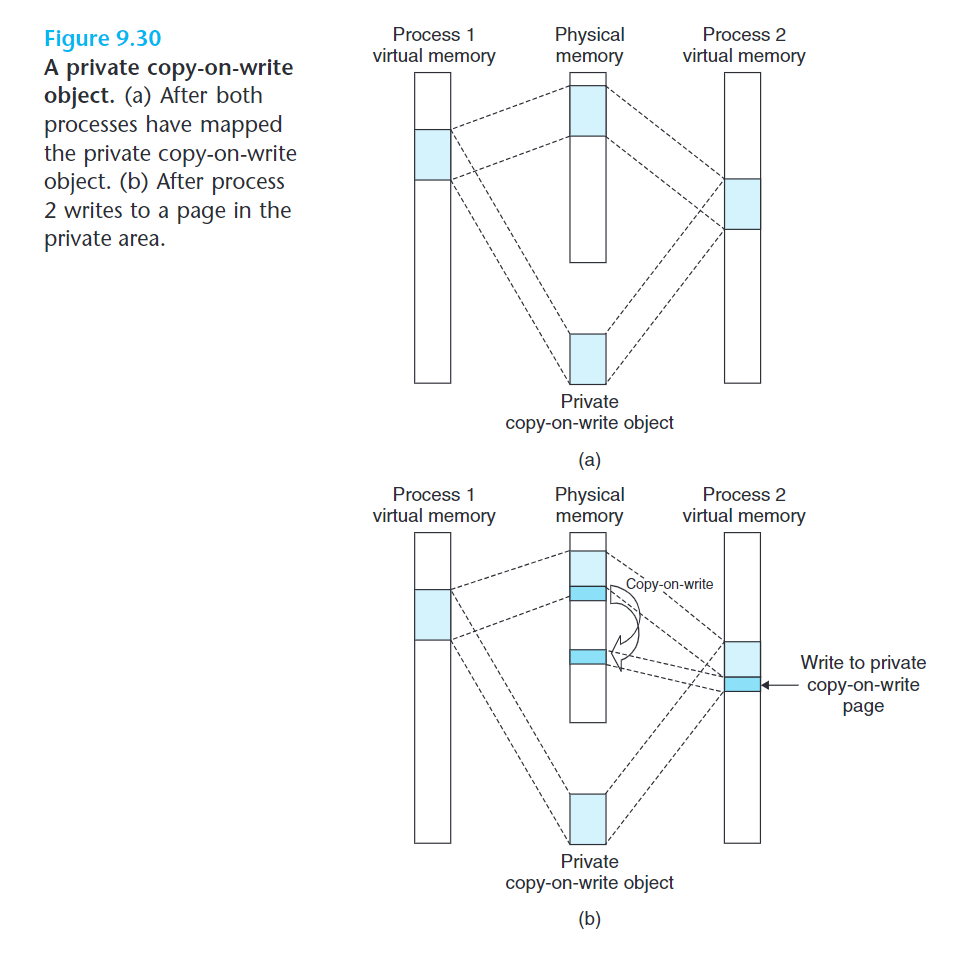 Figure 9.30
A private copy-on-write
object. (a) After both
processes have mapped
the private copy-on-write
object. (b) After process
2 writes to a page in the
private area.
Process 1
virtual memory
Physical
memory
Process 2
virtual memory
Private
copy-on-write object
(a)
Process 1
virtual memory
Physical
memory
Process 2
virtual memory
Copy-on-write
Write to private
copy-on-write
page
Private
copy-on-write object
(b)